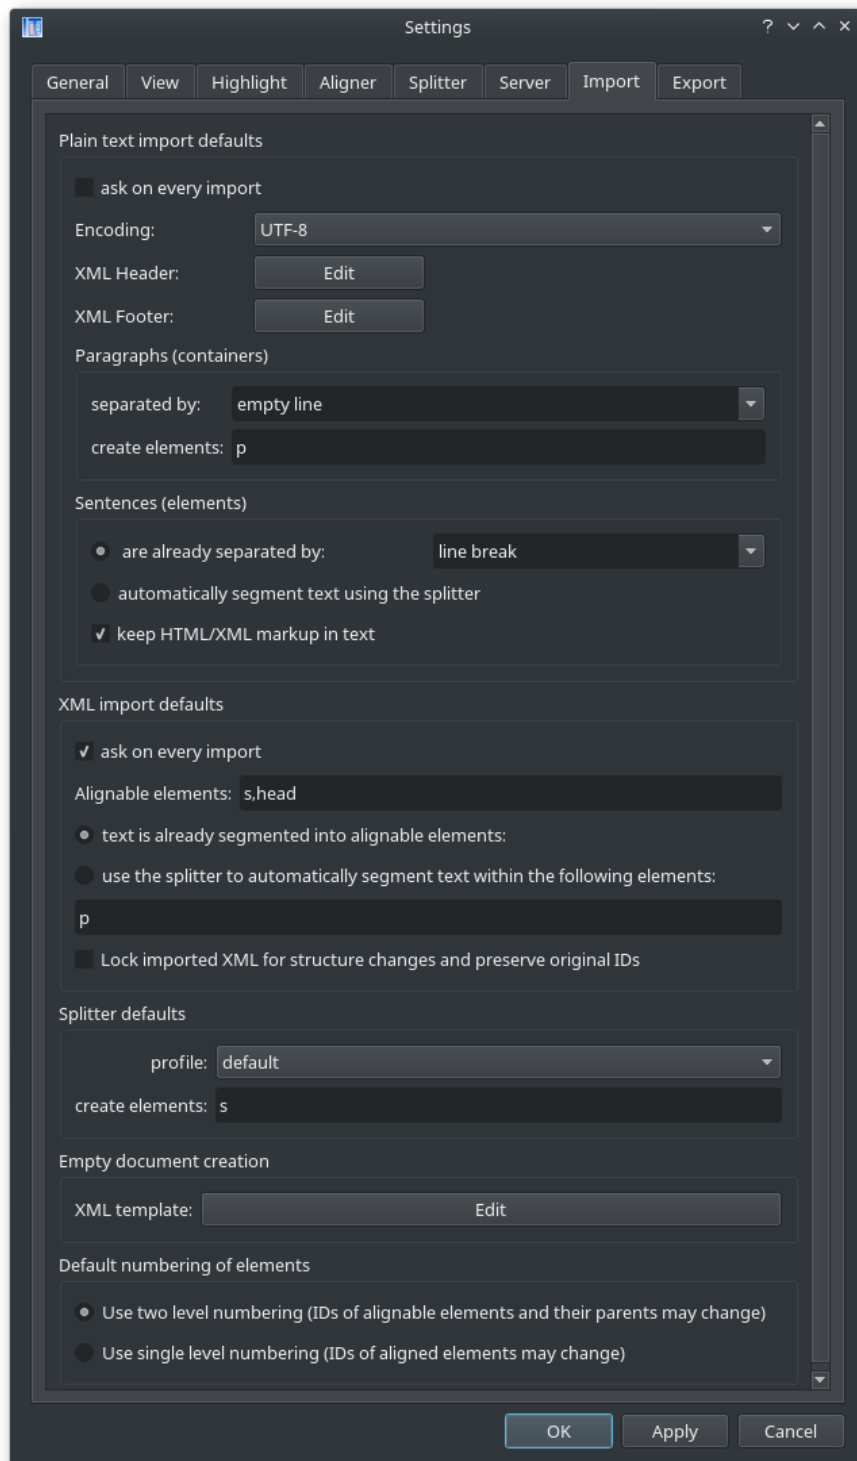 Settings
General View Highlight Aligner Splitter Server Import Export
Plain text import defaults
ask on every import
Encoding: UTF-8
XML Header: Edit
XML Footer: Edit
Paragraphs (containers)
separated by: empty line
create elements: p
Sentences (elements)
are already separated by: line break
automatically segment text using the splitter
keep HTML/XML markup in text
XML import defaults
ask on every import
Alignable elements: s,head
text is already segmented into alignable elements:
use the splitter to automatically segment text within the following elements:
p
Lock imported XML for structure changes and preserve original IDs
Splitter defaults
profile: default
create elements: s
Empty document creation
XML template: Edit
Default numbering of elements
Use two level numbering (IDs of alignable elements and their parents may change)
Use single level numbering (IDs of aligned elements may change)
OK Apply Cancel